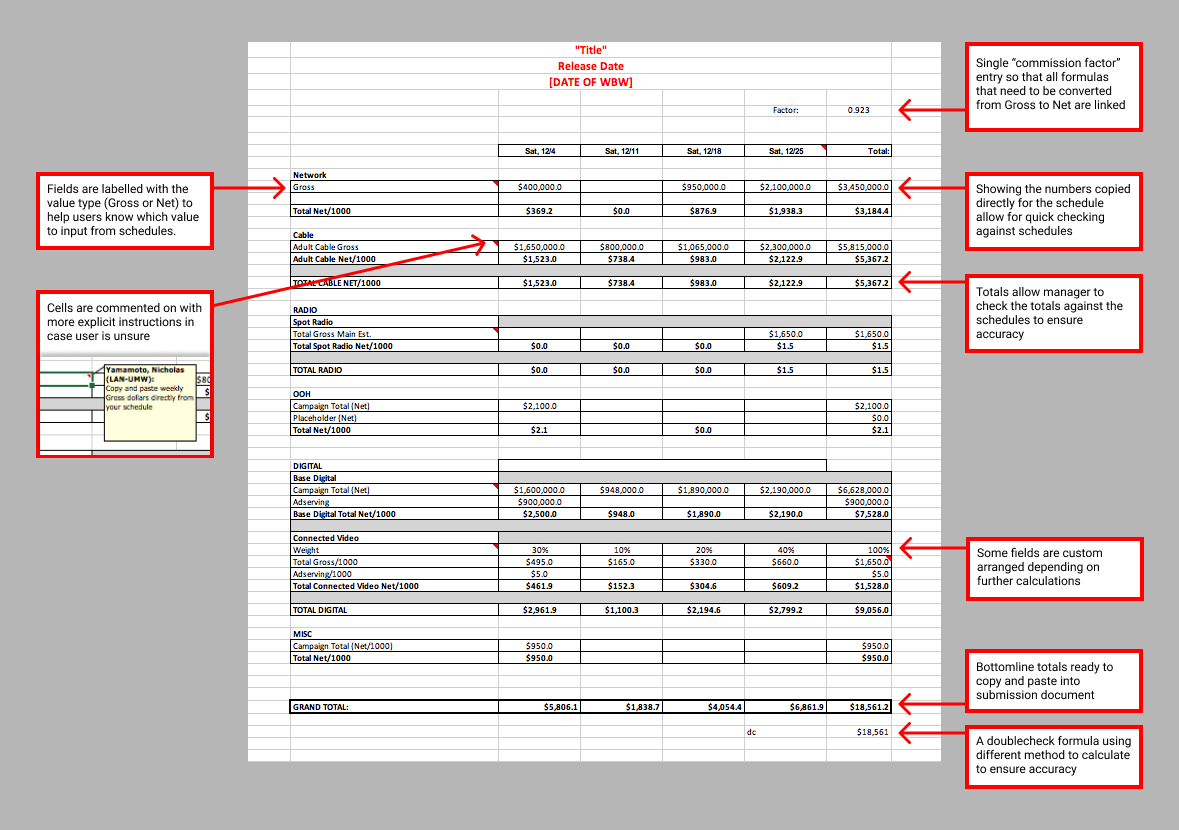 "Title"
Release Date
[DATE OF WBW]
Single “commission factor”
entry so that all formulas
that need to be converted
from Gross to Net are linked
Factor: 0.923
Sat, 12/4 Sat, 12/11 Sat, 12/18 Sat, 12/25 Total:
Fields are labelled with the
value type (Gross or Net) to
help users know which value
to input from schedules.
Network
Gross $400,000.0 $950,000.0 $2,100,000.0 $3,450,000.0
Total Net/1000 $369.2 $0.0 $876.9 $1,938.3 $3,184.4
Showing the numbers copied
directly for the schedule
allow for quick checking
against schedules
Cable
Adult Cable Gross $1,650,000.0 $800,000.0 $1,065,000.0 $2,300,000.0 $5,815,000.0
Adult Cable Net/1000 $1,523.0 $738.4 $983.0 $2,122.9 $5,367.2
TOTAL CABLE NET/1000 $1,523.0 $738.4 $983.0 $2,122.9 $5,367.2
Totals allow manager to
check the totals against the
schedules to ensure
accuracy
Cells are commented on with
more explicit instructions in
case user is unsure
Yamamoto, Nicholas
(LAN-UMW):
Copy and paste weekly
Gross dollars directly from
your schedule
$80
$
$
RADIO
Spot Radio
Total Gross Main Est. $1,650.0 $1,650.0
Total Spot Radio Net/1000 $0.0 $0.0 $0.0 $1.5 $1.5
TOTAL RADIO $0.0 $0.0 $0.0 $1.5 $1.5
OOH
Campaign Total (Net) $2,100.0 $2,100.0
Placeholder (Net) $0.0
Total Net/1000 $2.1 $0.0 $2.1
DIGITAL
Base Digital
Campaign Total (Net) $1,600,000.0 $948,000.0 $1,890,000.0 $2,190,000.0 $6,628,000.0
Adserving $900,000.0 $900,000.0
Base Digital Total Net/1000 $2,500.0 $948.0 $1,890.0 $2,190.0 $7,528.0
Connected Video
Weight 30% 10% 20% 40% 100%
Total Gross/1000 $495.0 $165.0 $330.0 $660.0 $1,650.0
Adserving/1000 $5.0 $5.0
Total Connected Video Net/1000 $461.9 $152.3 $304.6 $609.2 $1,528.0
TOTAL DIGITAL $2,961.9 $1,100.3 $2,194.6 $2,799.2 $9,056.0
Some fields are custom
arranged depending on
further calculations
MISC
Campaign Total (Net/1000) $950.0 $950.0
Total Net/1000 $950.0 $950.0
Bottomline totals ready to
copy and paste into
submission document
GRAND TOTAL: $5,806.1 $1,838.7 $4,054.4 $6,861.9 $18,561.2
dc $18,561
A doublecheck formula using
different method to calculate
to ensure accuracy